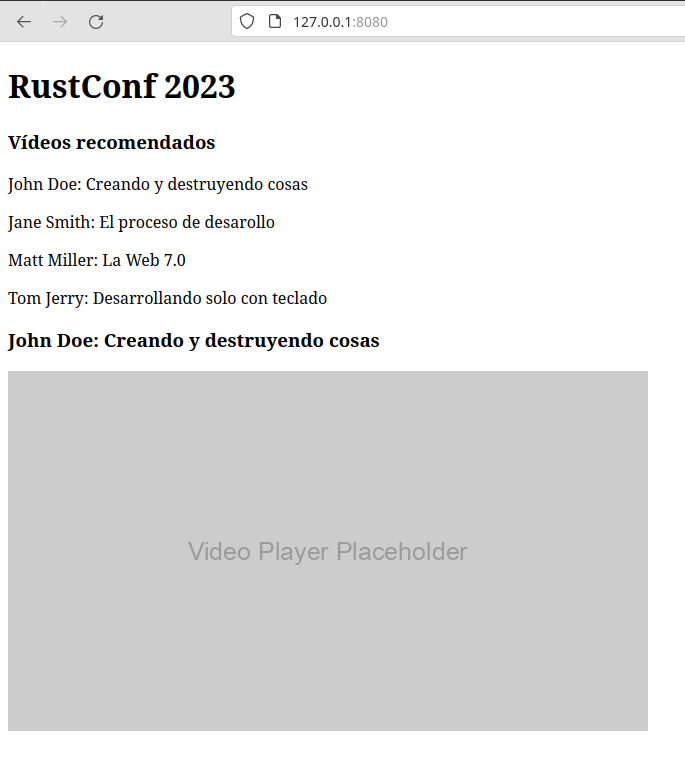 127.0.0.1:8080
RustConf 2023
Vídeos recomendados
John Doe: Creando y destruyendo cosas
Jane Smith: El proceso de desarollo
Matt Miller: La Web 7.0
Tom Jerry: Desarrollando solo con teclado
John Doe: Creando y destruyendo cosas
Video Player Placeholder